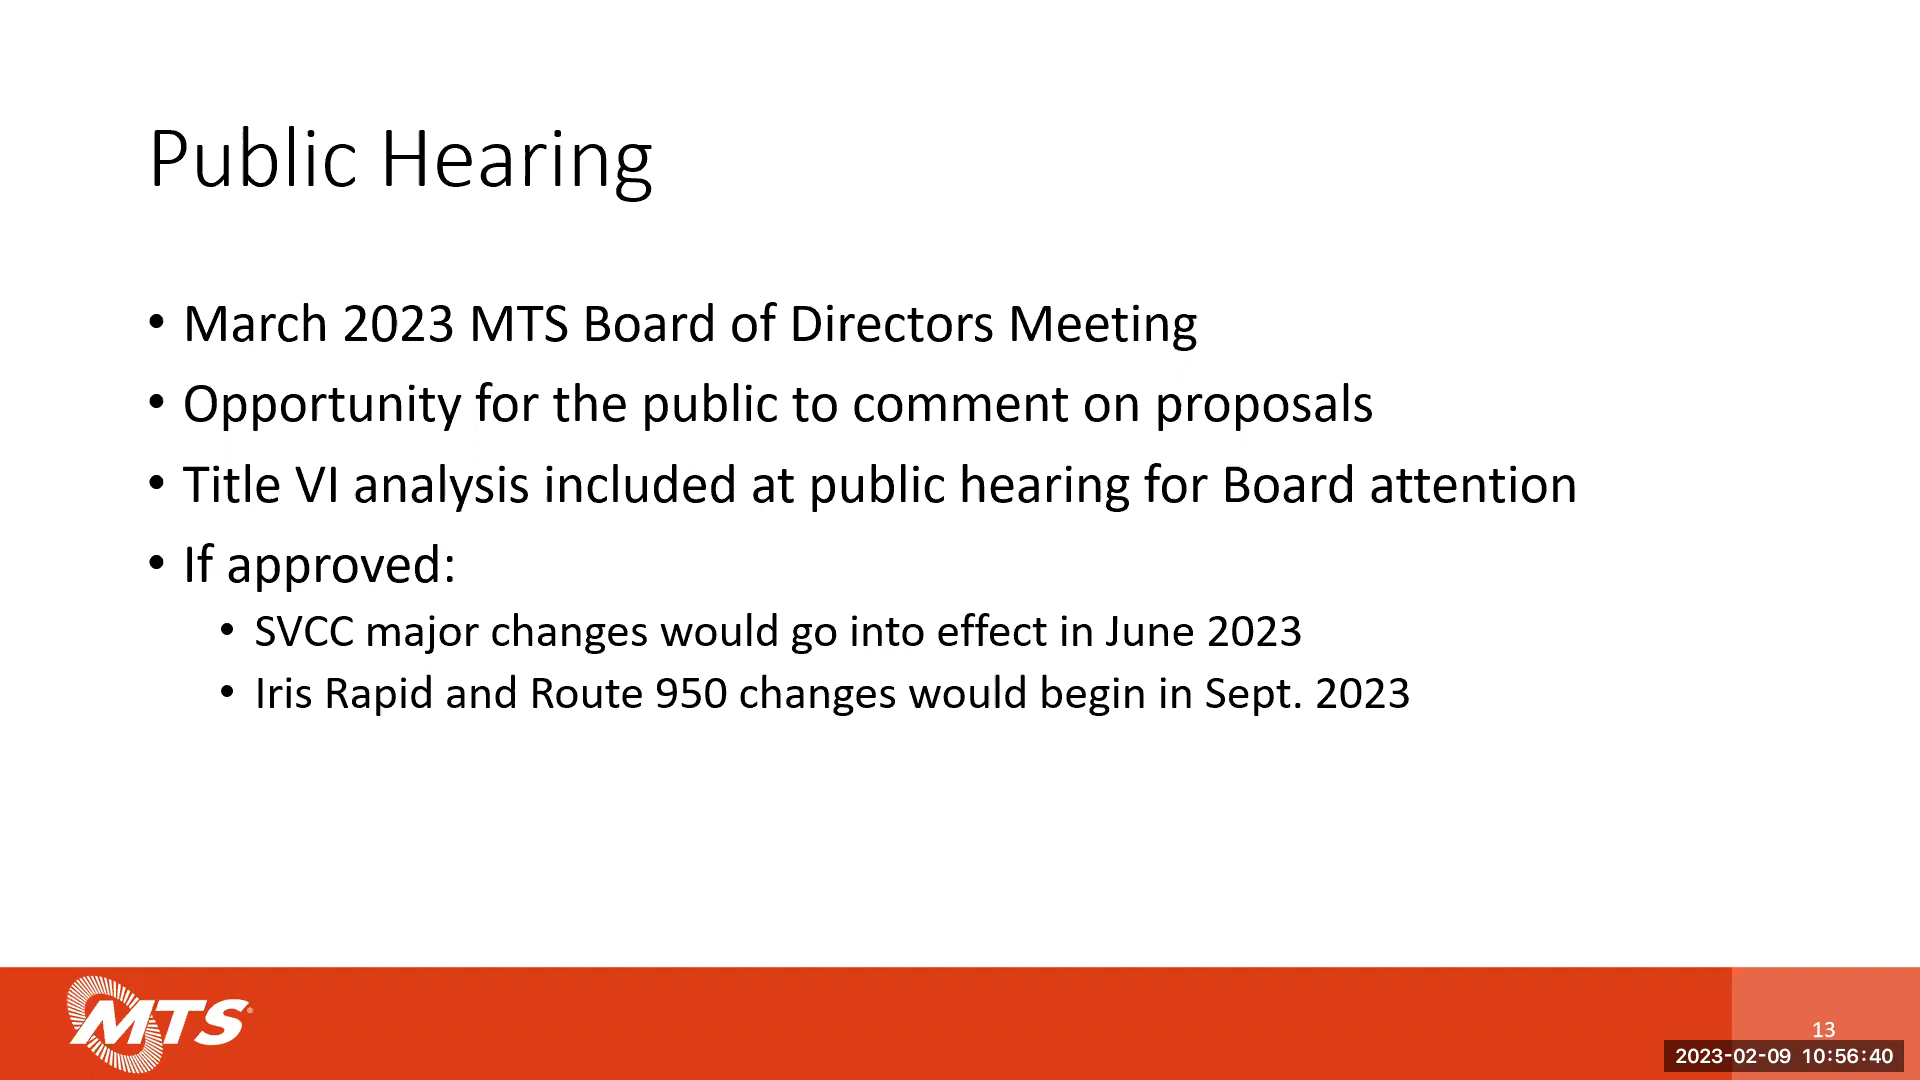 Public Hearing
• March 2023 MTS Board of Directors Meeting
• Opportunity for the public to comment on proposals
• Title VI analysis included at public hearing for Board attention
• If approved:
• SVCC major changes would go into effect in June 2023
• Iris Rapid and Route 950 changes would begin in Sept. 2023
MTS®
13
2023-02-09 10:56:40